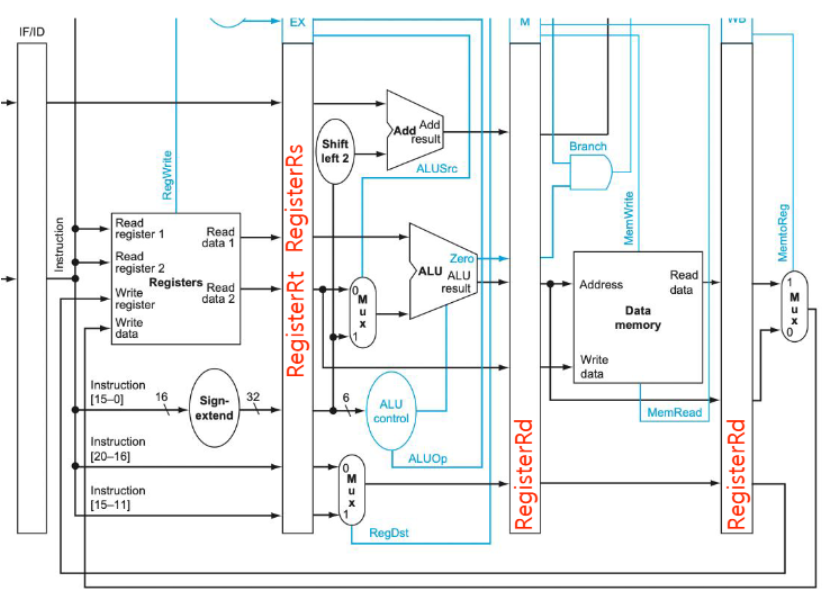 IF/ID
EX
M
WB
Add
Add
result
Shift
left 2
ALUSrc
Branch
RegWrite
RegisterRs
MemWrite
MemtoReg
Instruction
Read
register 1
Read
data 1
Read
register 2
Registers
Write
register
Read
data 2
Write
data
RegisterRt
0
M
u
x
1
Zero
ALU
ALU
result
Address
Read
data
Data
memory
Write
data
1
M
u
x
0
Instruction
[15–0]
16
Sign-
extend
32
6
ALU
control
MemRead
Instruction
[20–16]
0
M
u
x
1
ALUOp
Instruction
[15–11]
RegDst
RegisterRd
RegisterRd